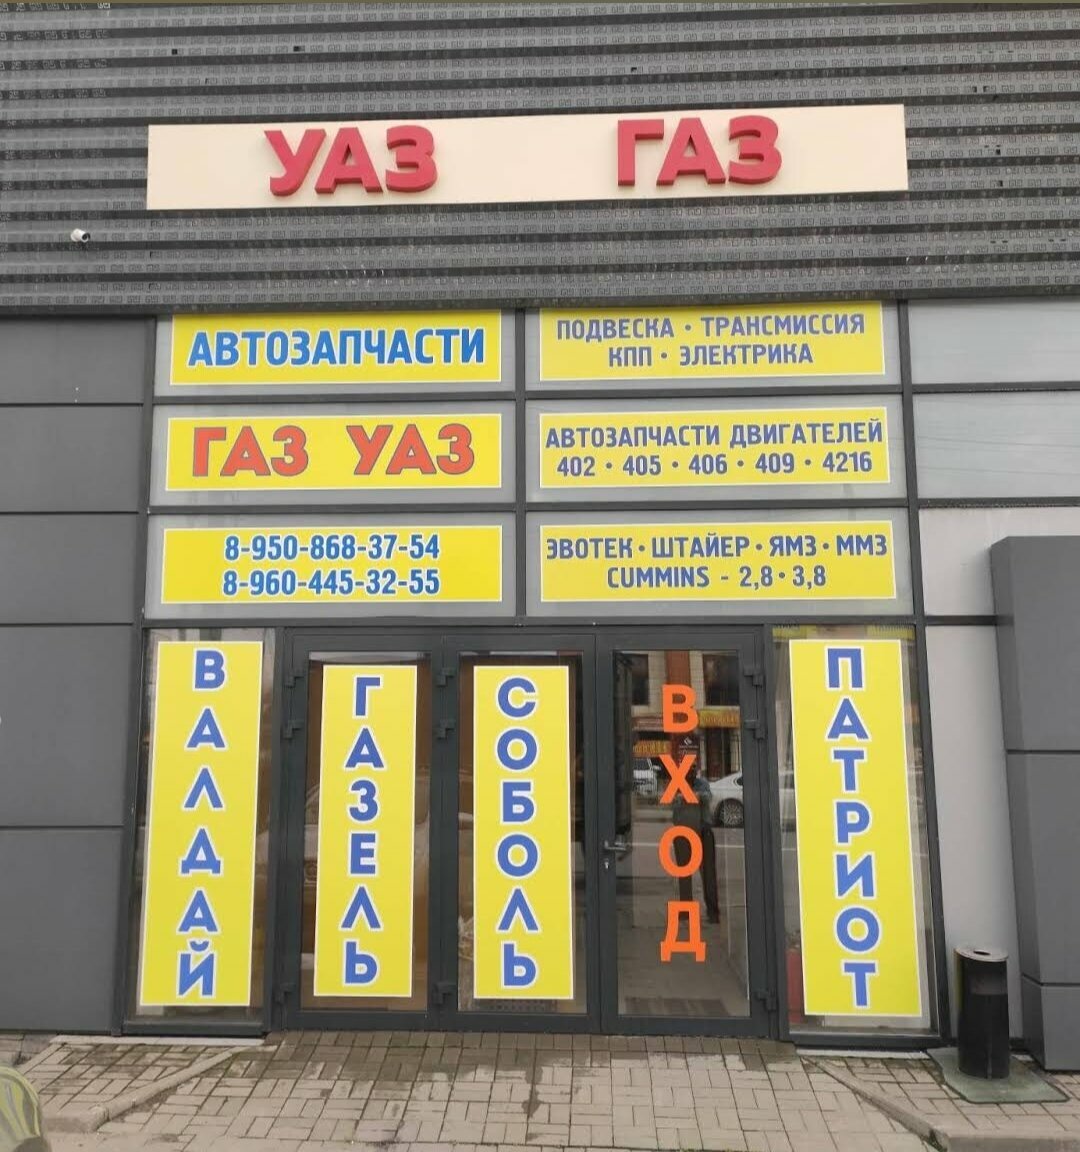 УАЗ ГАЗ
АВТОЗАПЧАСТИ
ПОДВЕСКА • ТРАНСМИССИЯ
КПП • ЭЛЕКТРИКА
ГАЗ УАЗ
АВТОЗАПЧАСТИ ДВИГАТЕЛЕЙ
402 • 405 • 406 • 409 • 4216
8-950-868-37-54
8-960-445-32-55
ЭВОТЕК • ШТАЙЕР • ЯМЗ • ММЗ
CUMMINS - 2,8 • 3,8
ВАЛДАЙ
ГАЗЕЛЬ
СОБОЛЬ
ВХОД
ПАТРИОТ